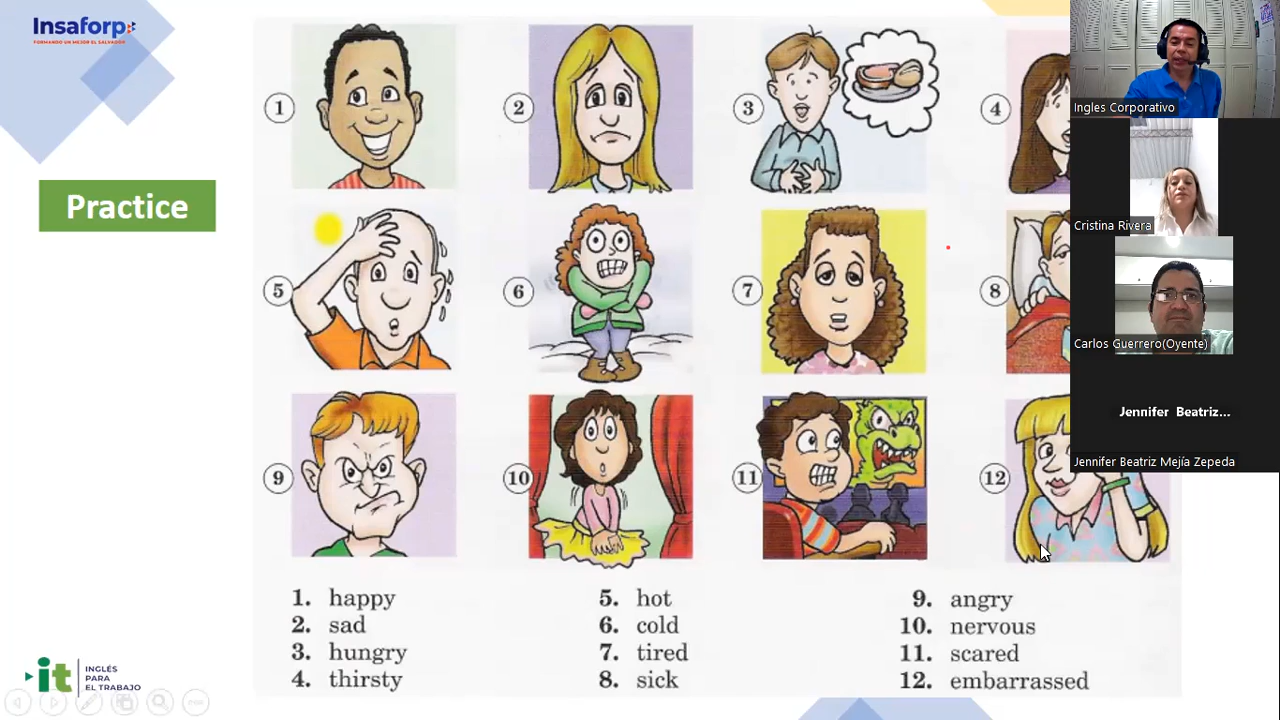 Insaforp
FORMANDO UN MEJOR EL SALVADOR
Practice
1
2
3
4
5
6
7
8
9
10
11
12
1. happy
2. sad
3. hungry
4. thirsty
5. hot
6. cold
7. tired
8. sick
9. angry
10. nervous
11. scared
12. embarrassed
it
INGLÉS
PARA
EL TRABAJO
Ingles Corporativo
Cristina Rivera
Carlos Guerrero(Oyente)
Jennifer Beatriz...
Jennifer Beatriz Mejía Zepeda